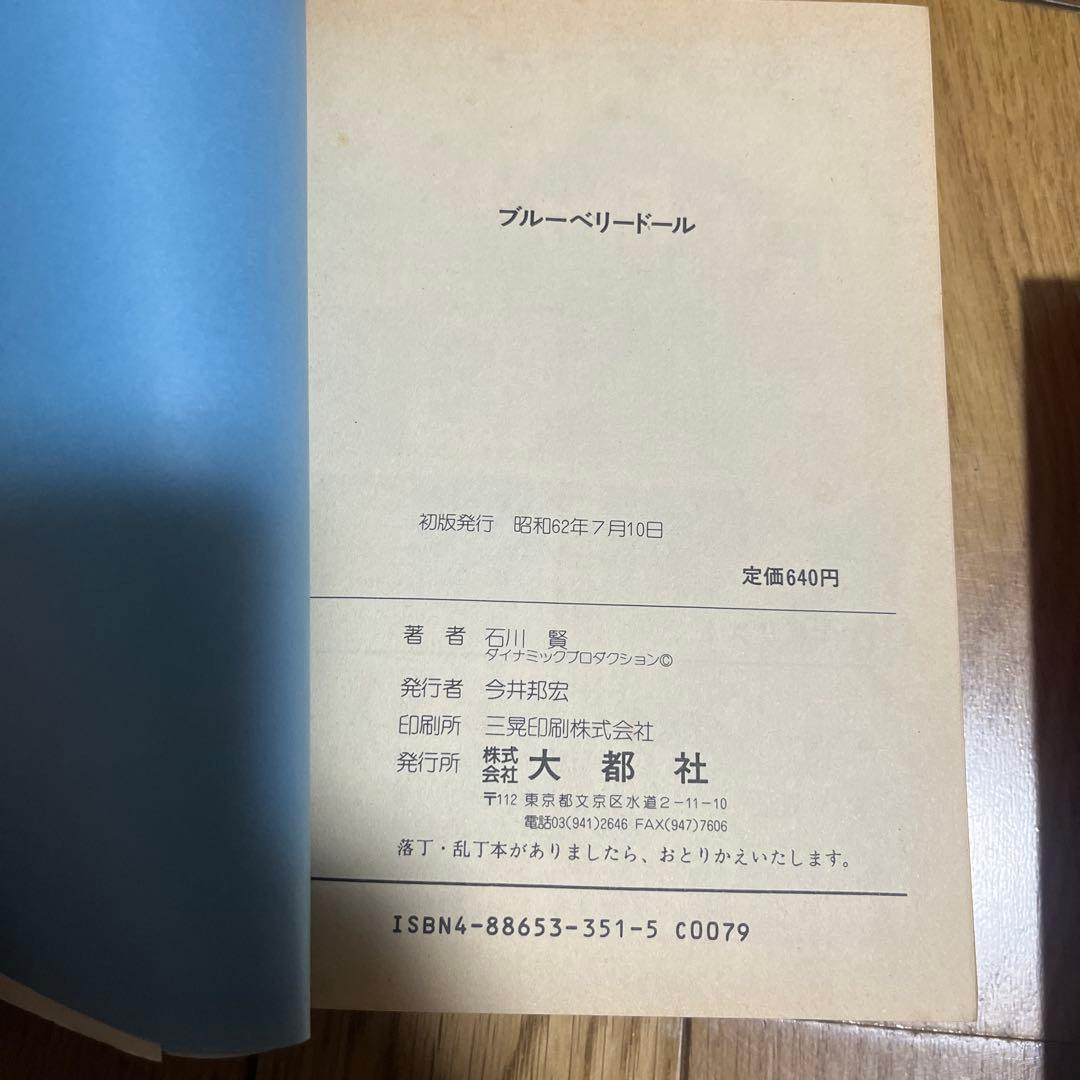 ブルーベリードール
初版発行 昭和62年7月10日
定価640円
著者 石川 賢
ダイナミックプロダクション©
発行者 今井邦宏
印刷所 三晃印刷株式会社
発行所 株式会社 大都社
〒112 東京都文京区水道2-11-10
電話03(941)2646 FAX(947)7606
落丁・乱丁本がありましたら、おとりかえいたします。
ISBN4-88653-351-5 C0079